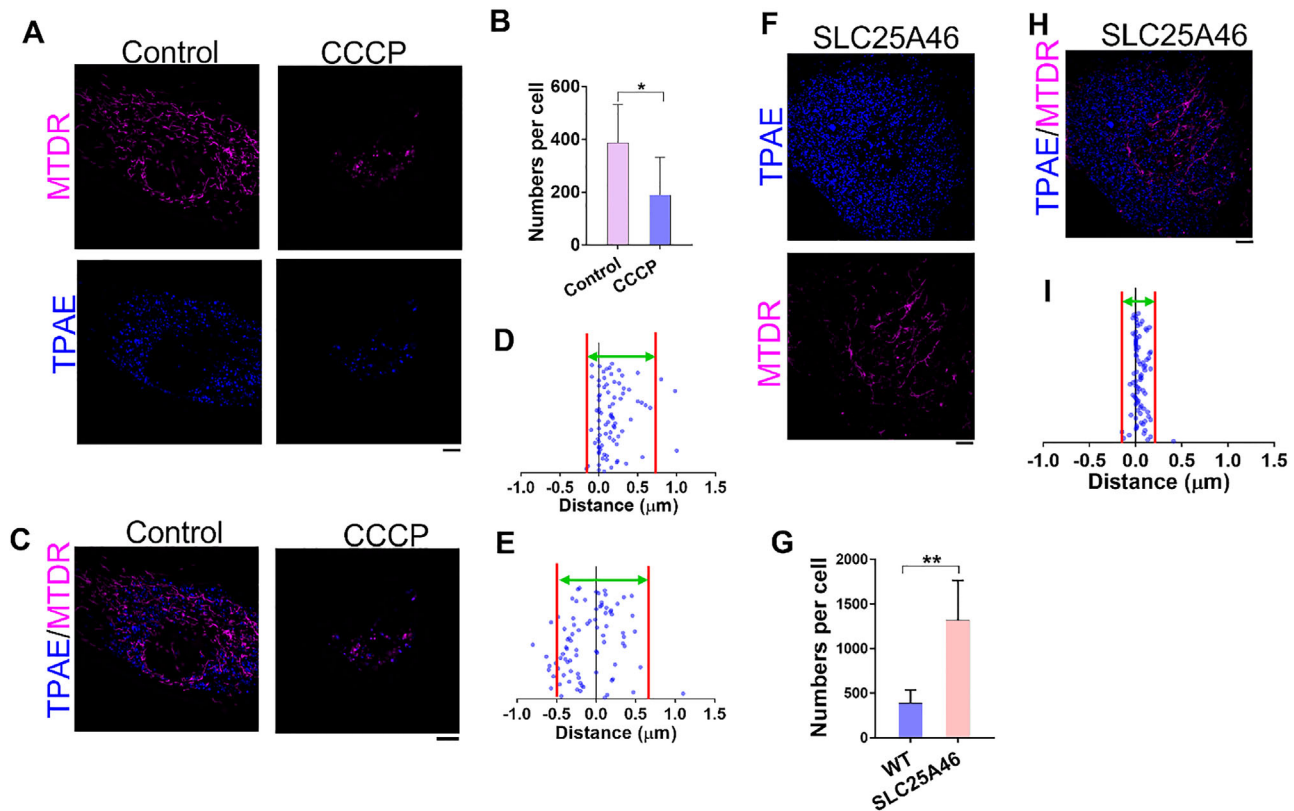 A
Control
CCCP
MTDR
TPAE
B
600
400
200
0
Numbers per cell
*
Control
CCCP
C
Control
CCCP
TPAE/MTDR
D
-1.0 -0.5 0.0 0.5 1.0 1.5
Distance (μm)
E
-1.0 -0.5 0.0 0.5 1.0 1.5
Distance (μm)
F
SLC25A46
TPAE
MTDR
G
2000
1500
1000
500
0
Numbers per cell
**
WT
SLC25A46
H
SLC25A46
TPAE/MTDR
I
-1.0 -0.5 0.0 0.5 1.0 1.5
Distance (μm)